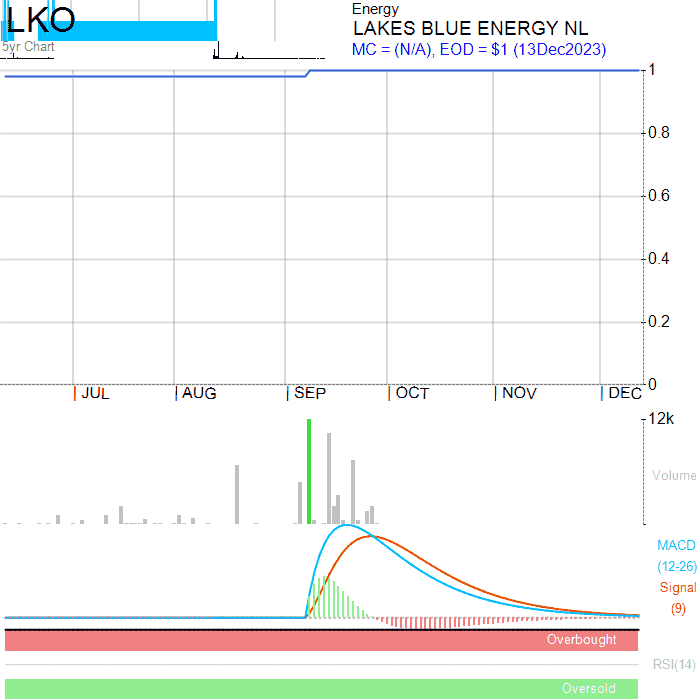 LKO
5yr Chart
Energy
LAKES BLUE ENERGY NL
MC = (N/A), EOD = $1 (13Dec2023)
1
0.8
0.6
0.4
0.2
0
JUL AUG SEP OCT NOV DEC
12k
Volume
MACD
(12-26)
Signal
(9)
Overbought
RSI(14)
Oversold